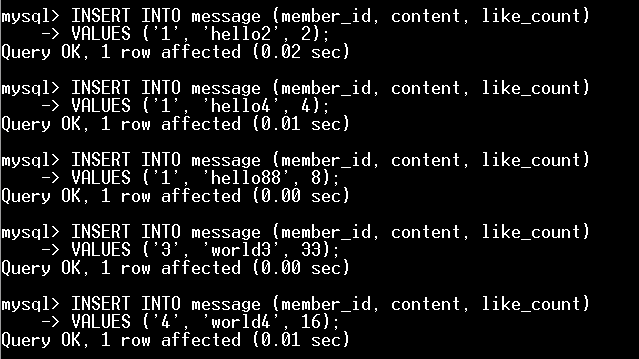 mysql> INSERT INTO message (member_id, content, like_count)
-> VALUES ('1', 'hello2', 2);
Query OK, 1 row affected (0.02 sec)
mysql> INSERT INTO message (member_id, content, like_count)
-> VALUES ('1', 'hello4', 4);
Query OK, 1 row affected (0.01 sec)
mysql> INSERT INTO message (member_id, content, like_count)
-> VALUES ('1', 'hello88', 8);
Query OK, 1 row affected (0.00 sec)
mysql> INSERT INTO message (member_id, content, like_count)
-> VALUES ('3', 'world3', 33);
Query OK, 1 row affected (0.00 sec)
mysql> INSERT INTO message (member_id, content, like_count)
-> VALUES ('4', 'world4', 16);
Query OK, 1 row affected (0.01 sec)